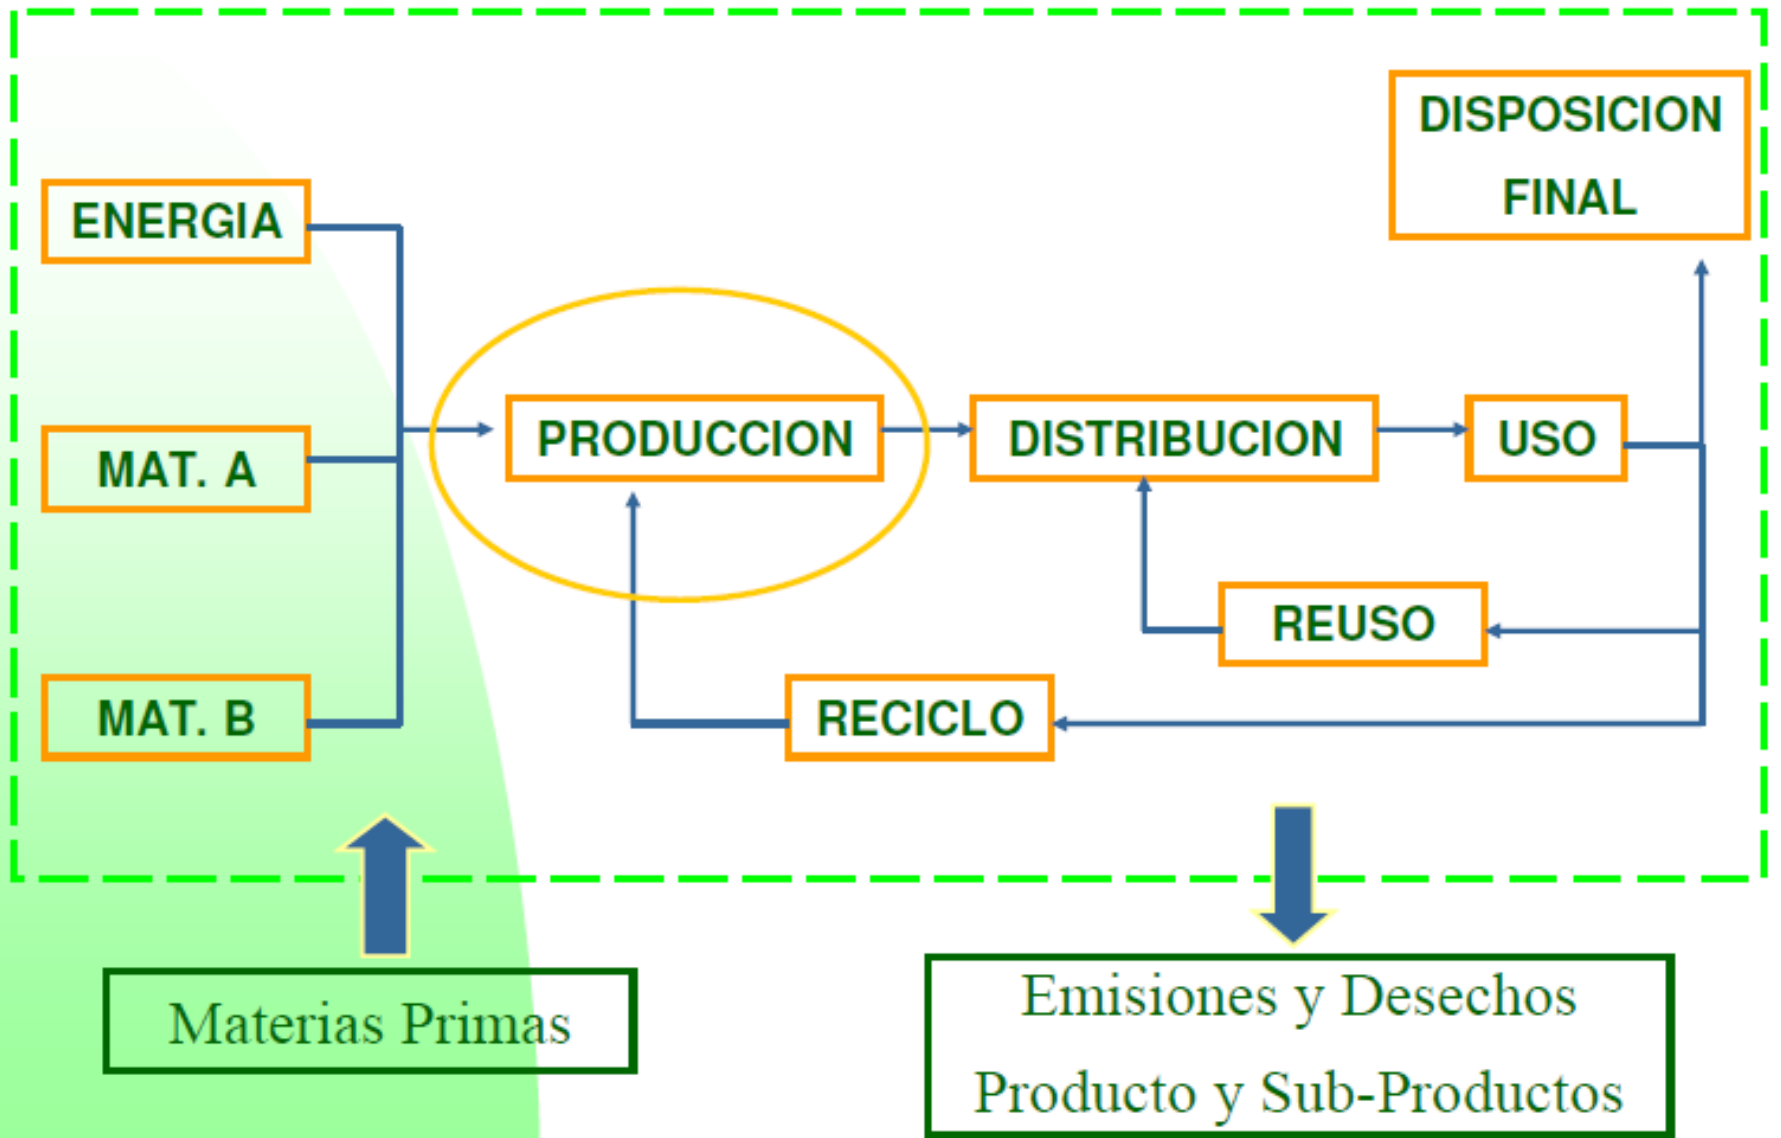 DISPOSICION
FINAL
ENERGIA
MAT. A
MAT. B
PRODUCCION
DISTRIBUCION
USO
REUSO
RECICLO
Materias Primas
Emisiones y Desechos
Producto y Sub-Productos